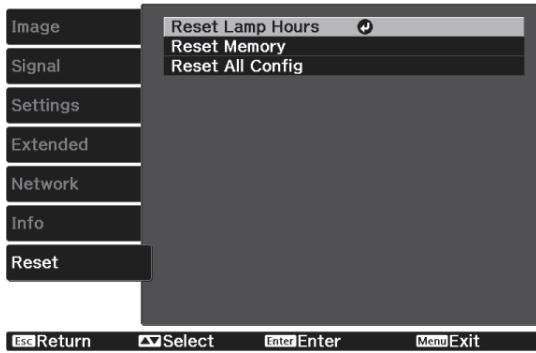 Image
Signal
Settings
Extended
Network
Info
Reset
Reset Lamp Hours
Reset Memory
Reset All Config
Esc Return Select Enter Enter Menu Exit